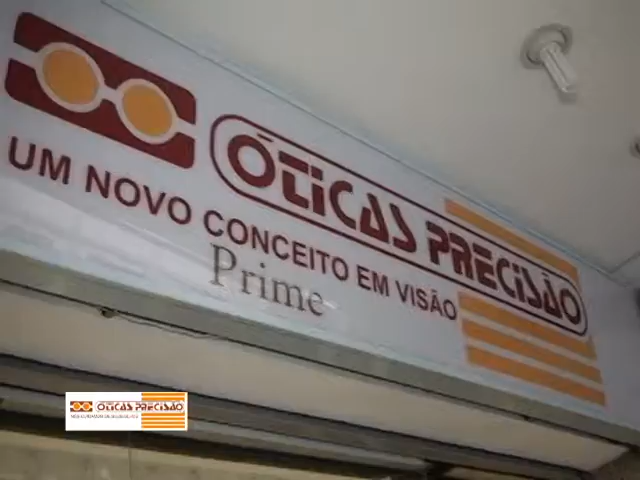 ÓTICAS PRECISÃO
UM NOVO CONCEITO EM VISÃO
Prime
ÓTICAS PRECISÃO